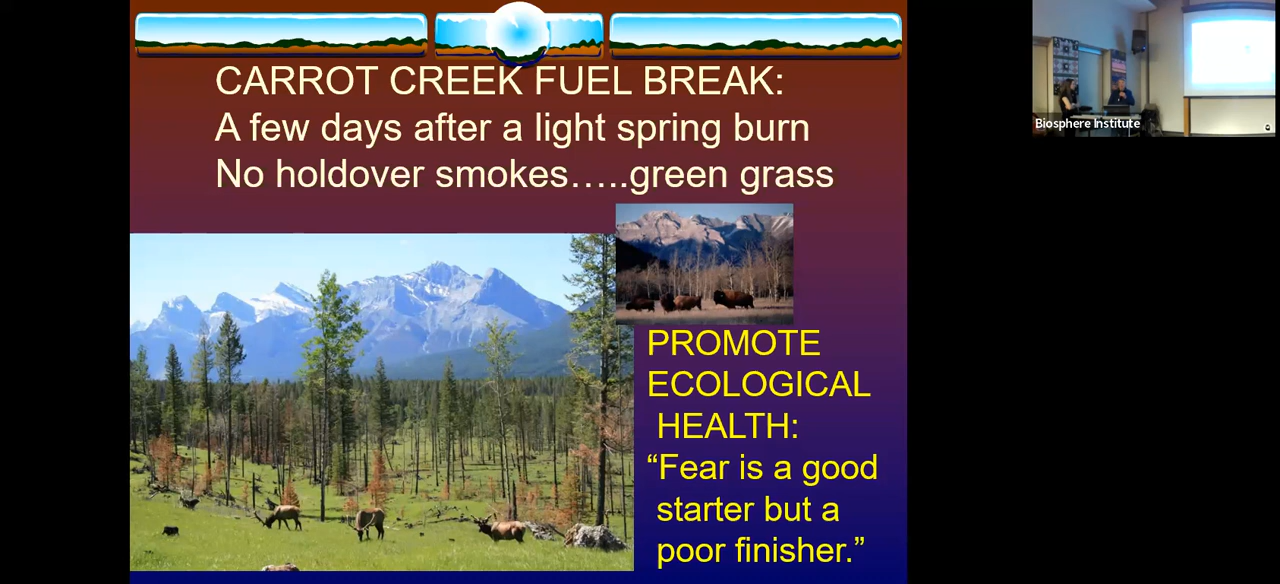 CARROT CREEK FUEL BREAK:
A few days after a light spring burn
No holdover smokes…..green grass
PROMOTE
ECOLOGICAL
HEALTH:
“Fear is a good
starter but a
poor finisher.”
Biosphere Institute